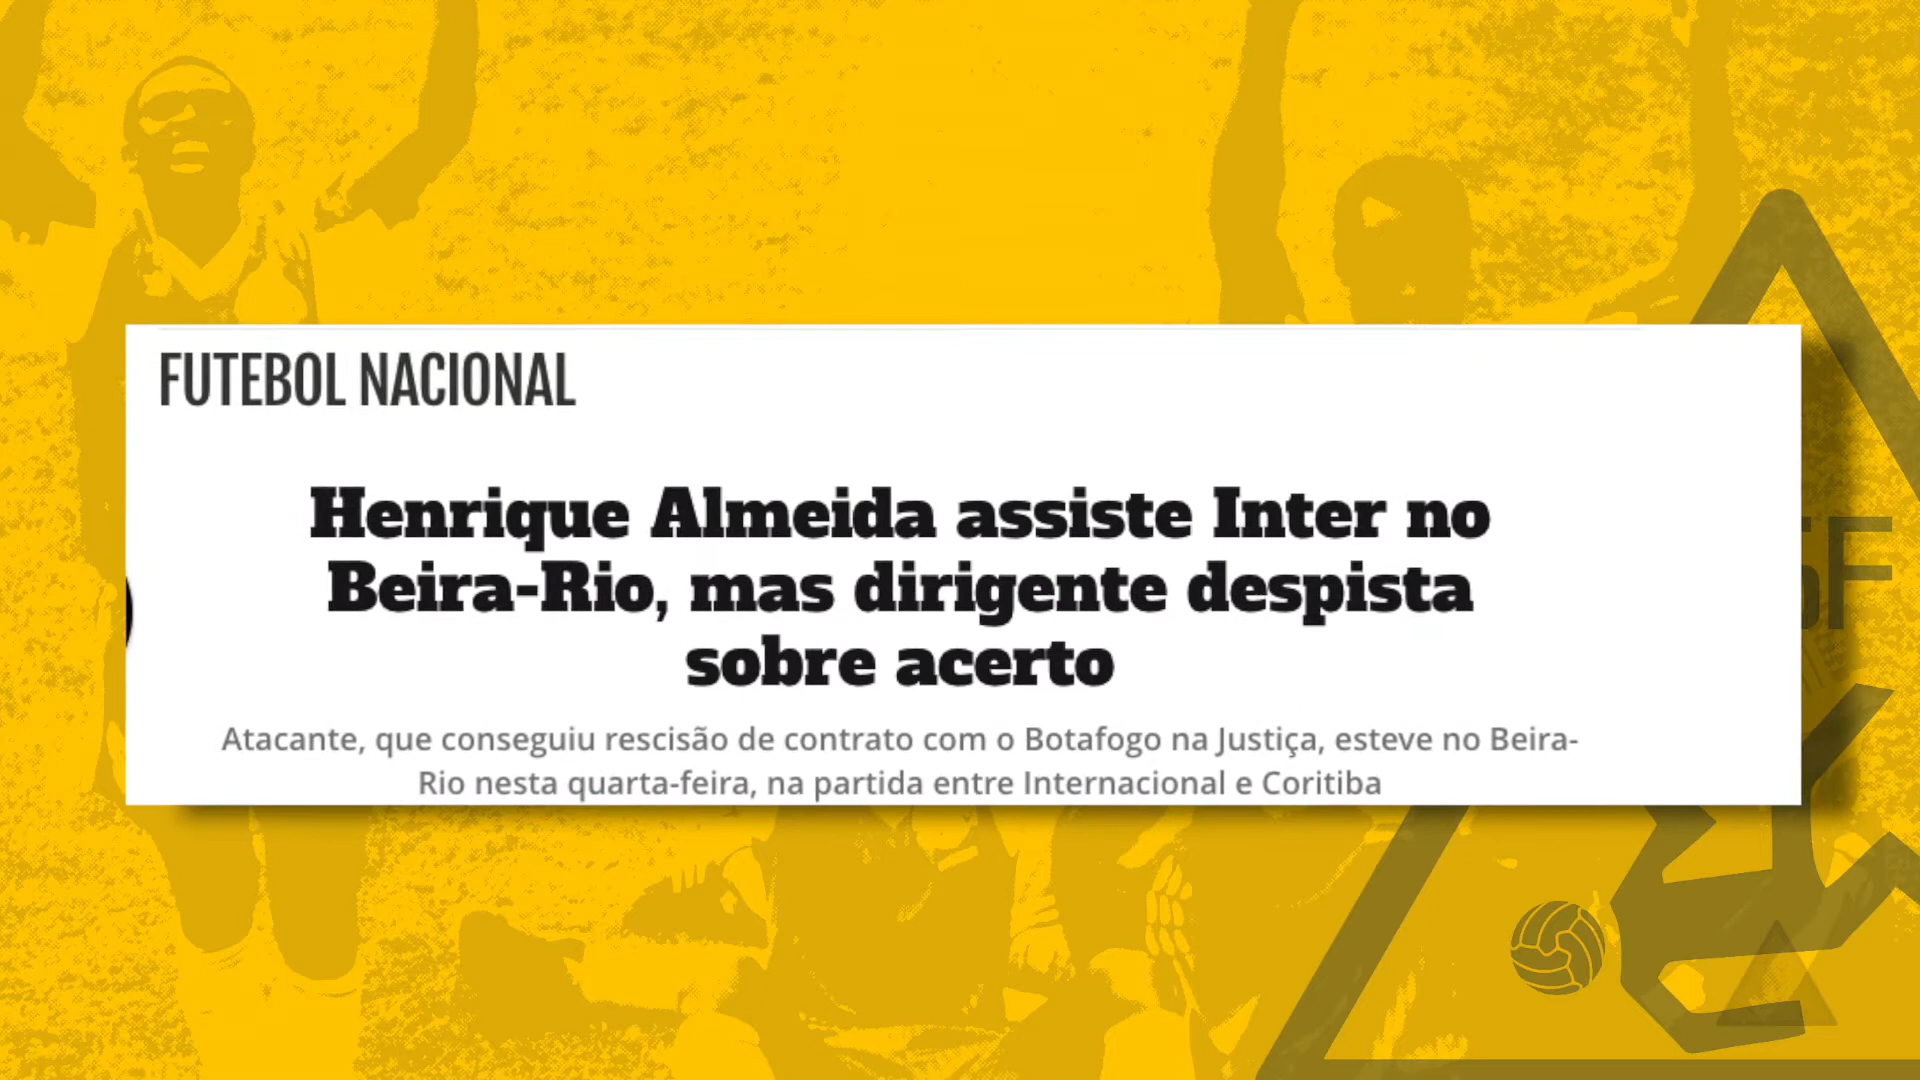 FUTEBOL NACIONAL
Henrique Almeida assiste Inter no
Beira-Rio, mas dirigente despista
sobre acerto
Atacante, que conseguiu rescisão de contrato com o Botafogo na Justiça, esteve no Beira-
Rio nesta quarta-feira, na partida entre Internacional e Coritiba